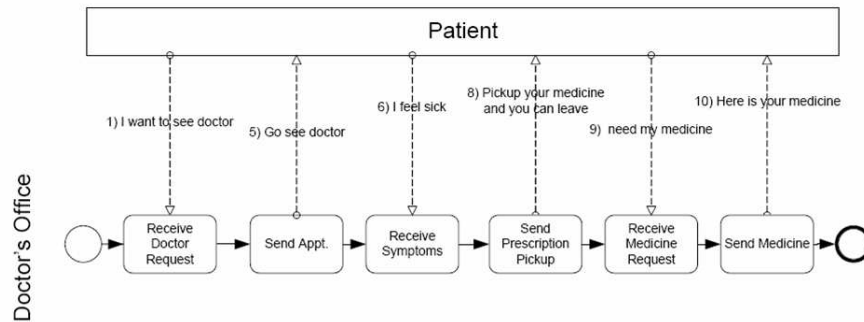 Patient
1) I want to see doctor
5) Go see doctor
6) I feel sick
8) Pickup your medicine
and you can leave
9) need my medicine
10) Here is your medicine
Doctor's Office
Receive
Doctor
Request
Send Appt.
Receive
Symptoms
Send
Prescription
Pickup
Receive
Medicine
Request
Send Medicine